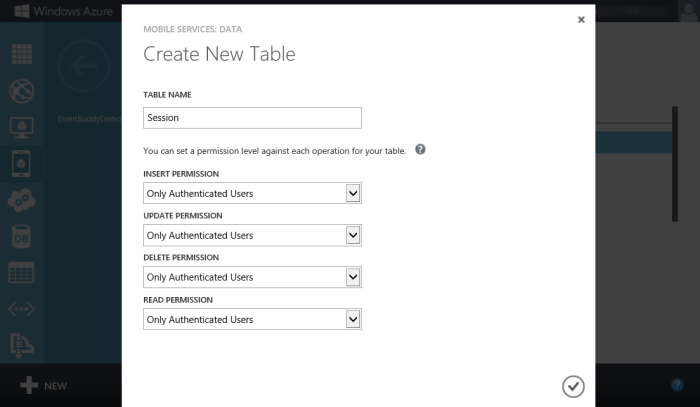 Windows Azure
MOBILE SERVICES: DATA
Create New Table
TABLE NAME
Session
EventBuddyDemo
You can set a permission level against each operation for your table. ?
INSERT PERMISSION
Only Authenticated Users
UPDATE PERMISSION
Only Authenticated Users
DELETE PERMISSION
Only Authenticated Users
DB
READ PERMISSION
Only Authenticated Users
NEW
?